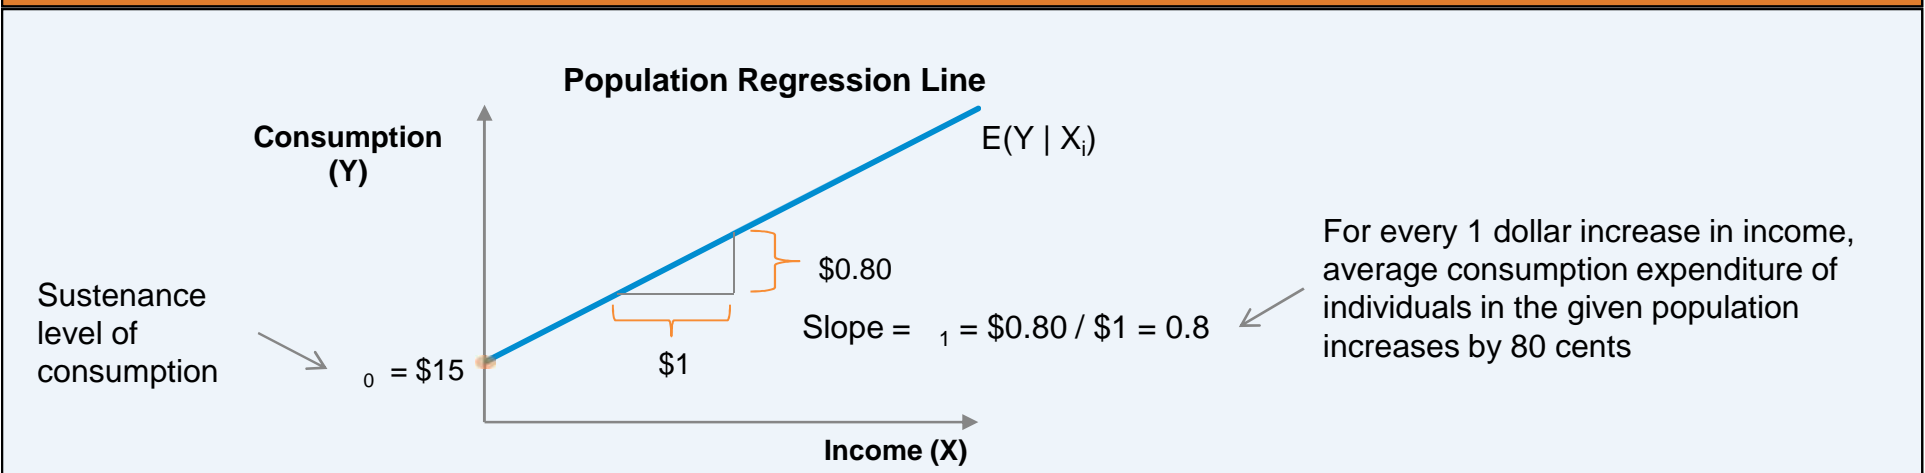 Population Regression Line
Consumption
(Y)
E(Y | Xi)
Sustenance
level of
consumption
0 = $15
$0.80
$1
Slope = 1 = $0.80 / $1 = 0.8
For every 1 dollar increase in income,
average consumption expenditure of
individuals in the given population
increases by 80 cents
Income (X)